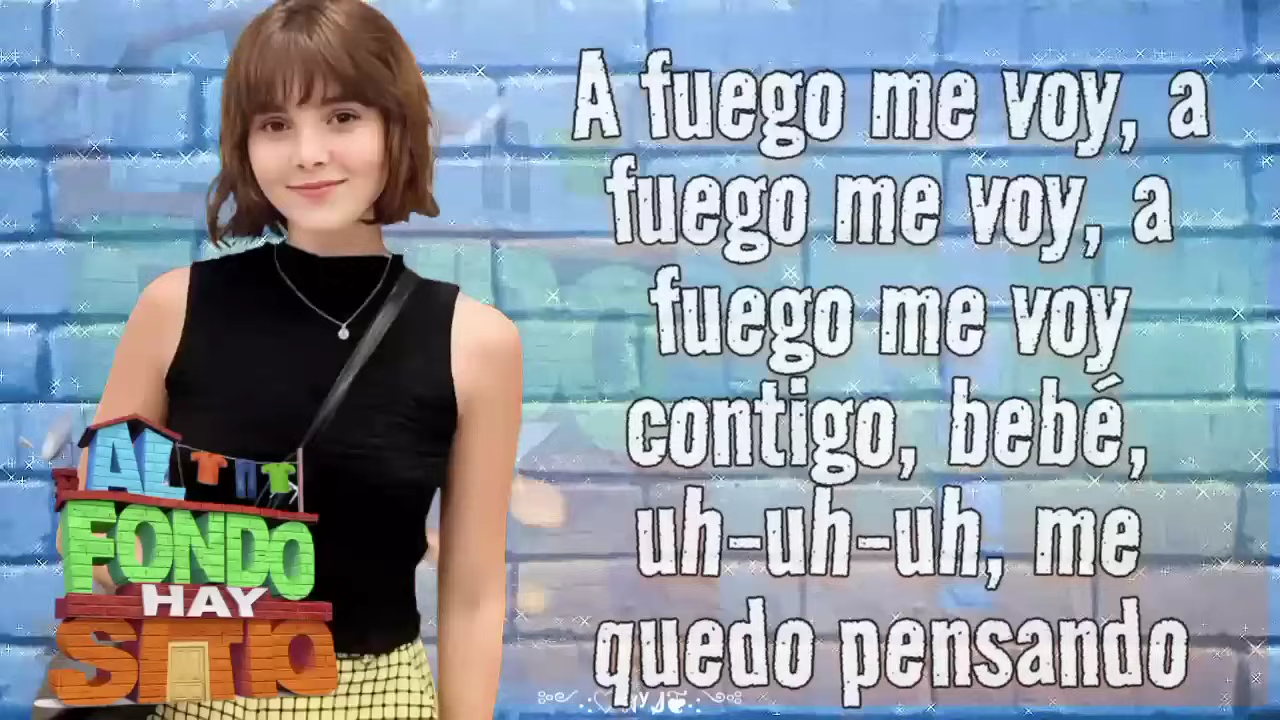 A fuego me voy, a
fuego me voy, a
fuego me voy
contigo, bebé,
uh-uh-uh, me
quedo pensando
AL
FONDO
HAY
SITIO